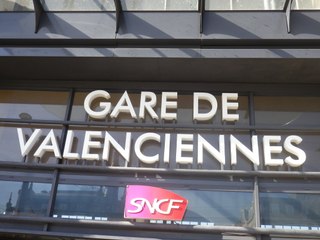 GARE DE
VALENCIENNES
SNCF